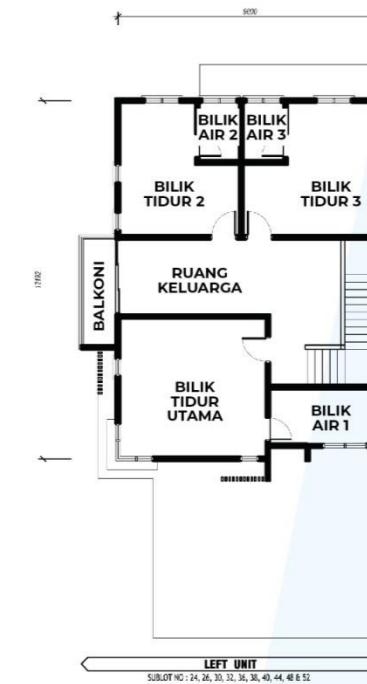 9600
BILIK
AIR 2
BILIK
AIR 3
BILIK
TIDUR 2
BILIK
TIDUR 3
BALKONI
RUANG
KELUARGA
BILIK
TIDUR
UTAMA
BILIK
AIR 1
LEFT UNIT
SUBLOT NO : 24, 26, 30, 32, 36, 38, 40, 44, 48 & 52